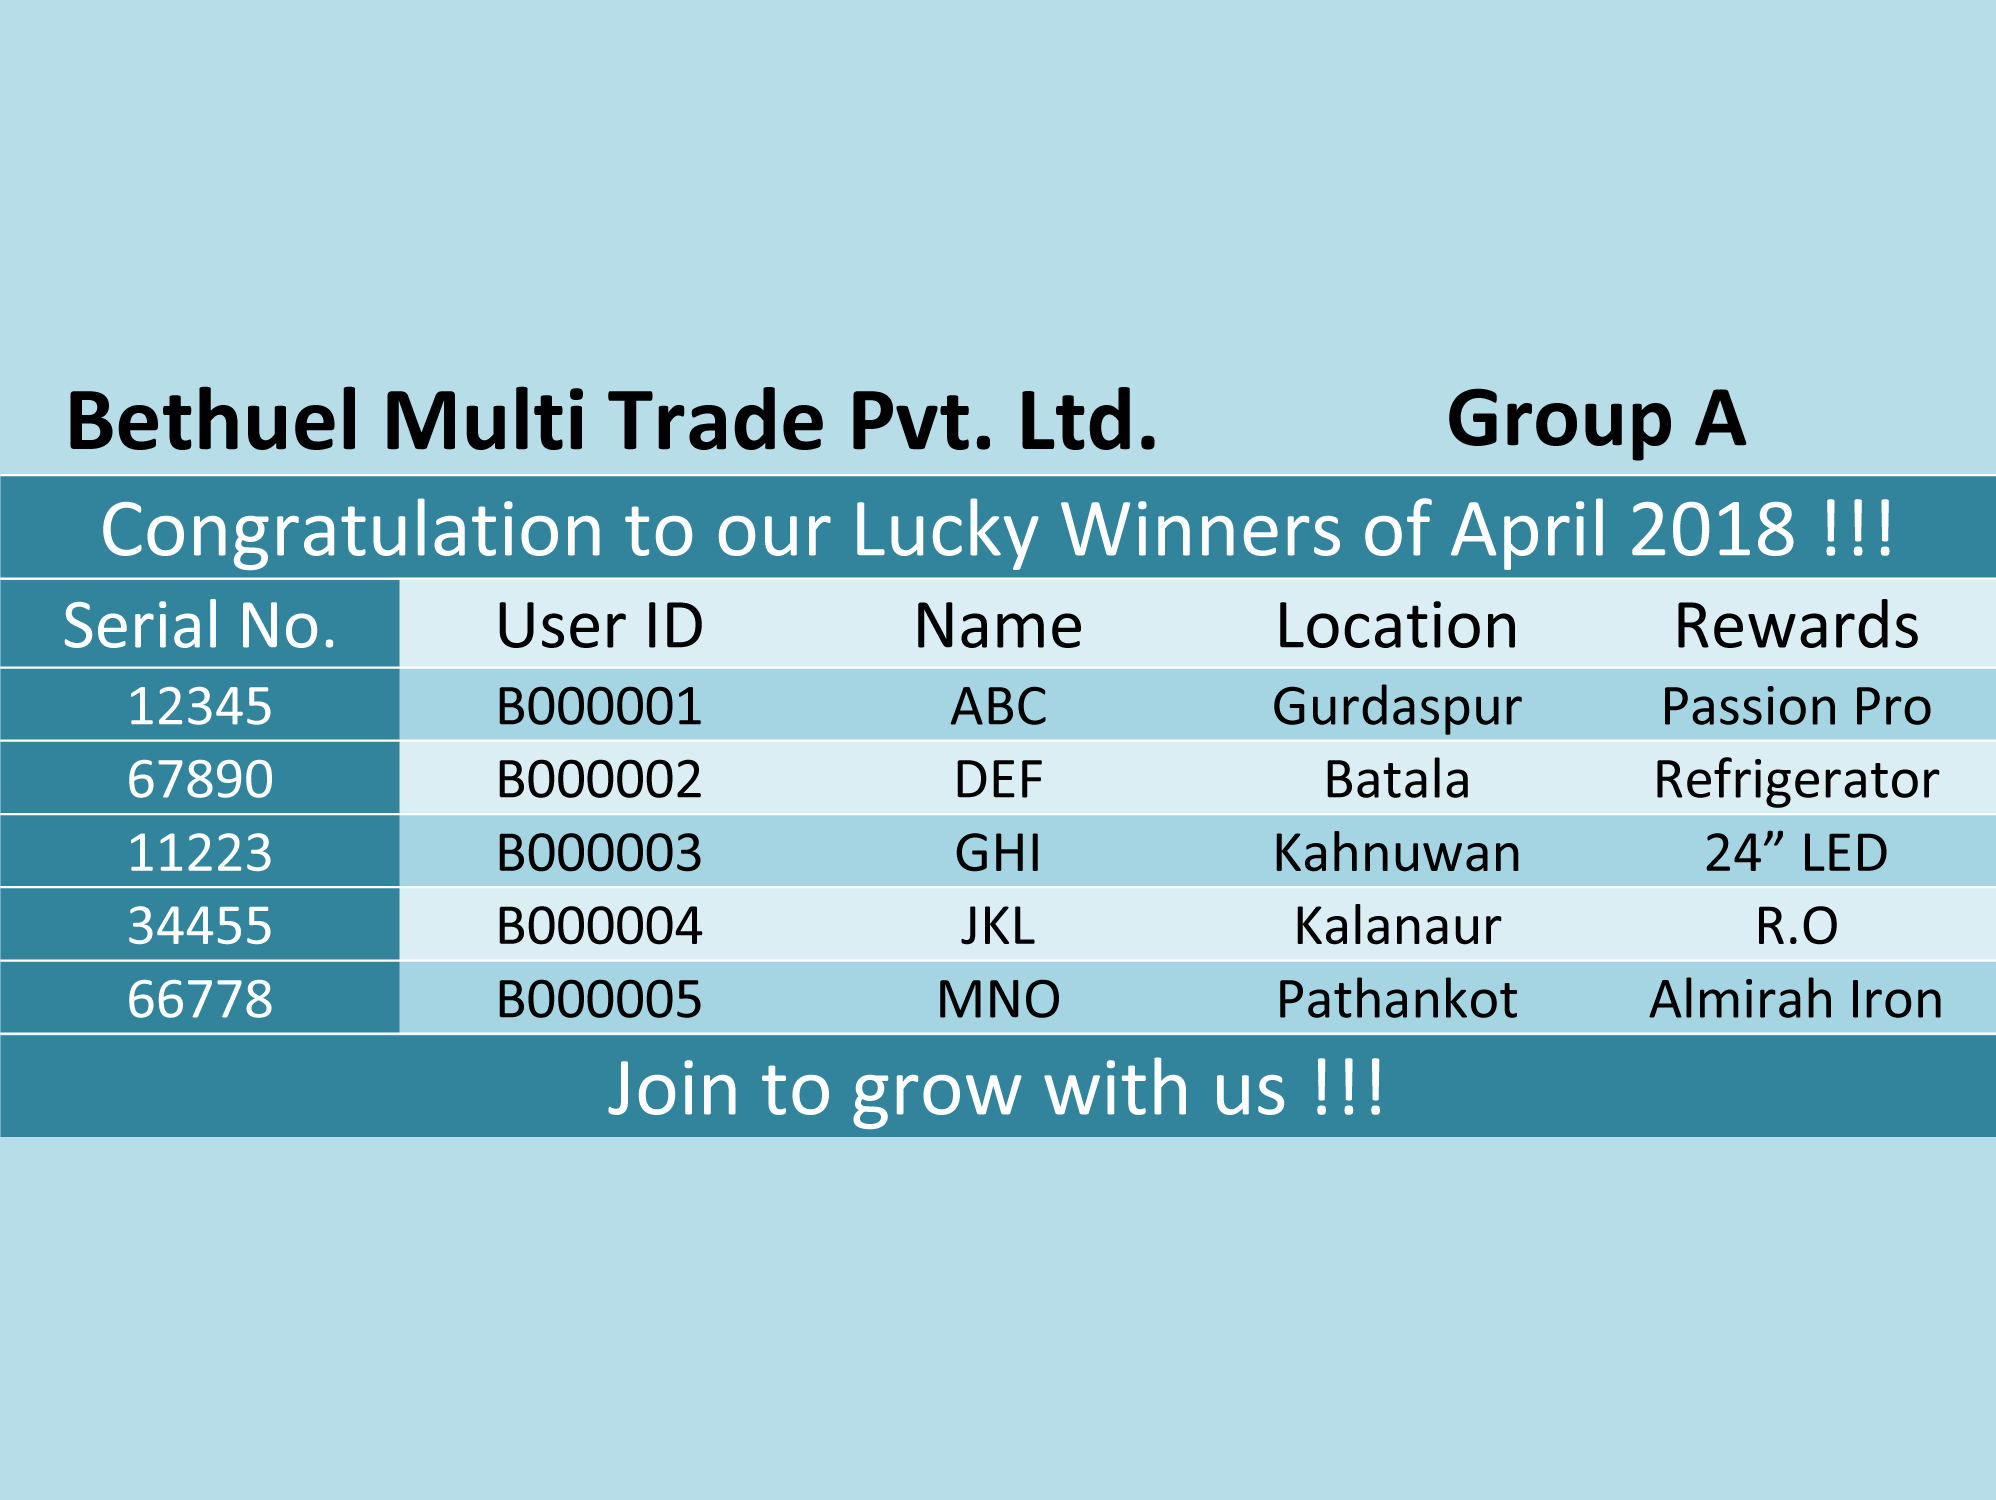 Bethuel Multi Trade Pvt. Ltd. Group A
Congratulation to our Lucky Winners of April 2018 !!!
Serial No. User ID Name Location Rewards
12345 B000001 ABC Gurdaspur Passion Pro
67890 B000002 DEF Batala Refrigerator
11223 B000003 GHI Kahnuwan 24” LED
34455 B000004 JKL Kalanaur R.O
66778 B000005 MNO Pathankot Almirah Iron
Join to grow with us !!!